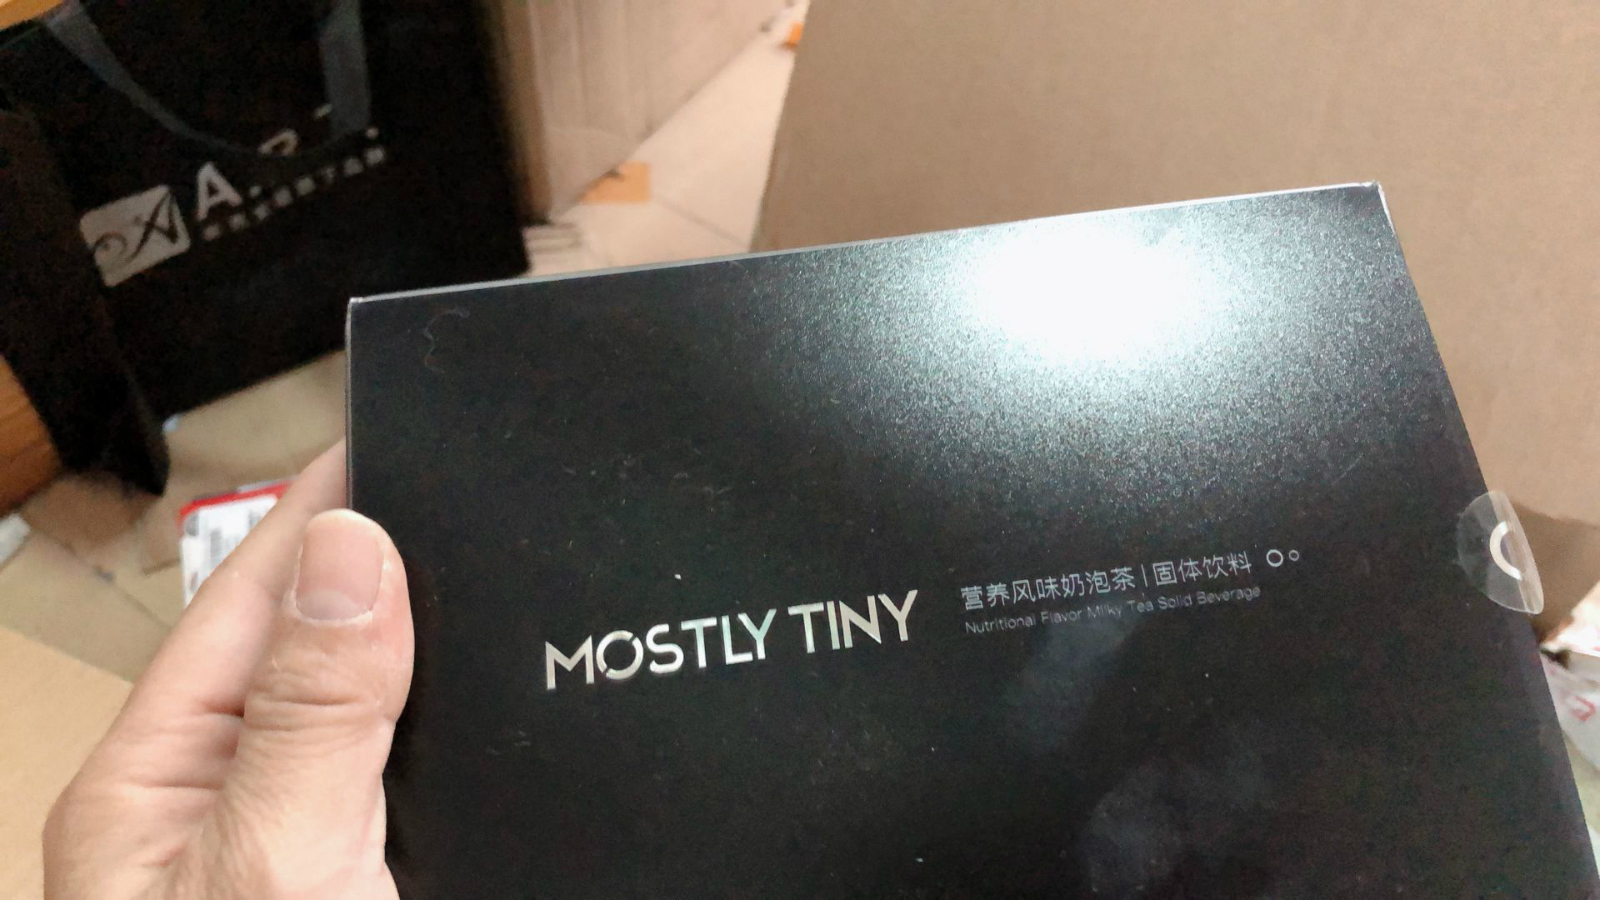 MOSTLY TINY
营养风味奶泡茶 | 固体饮料
Nutritional Flavor Milky Tea Solid Beverage